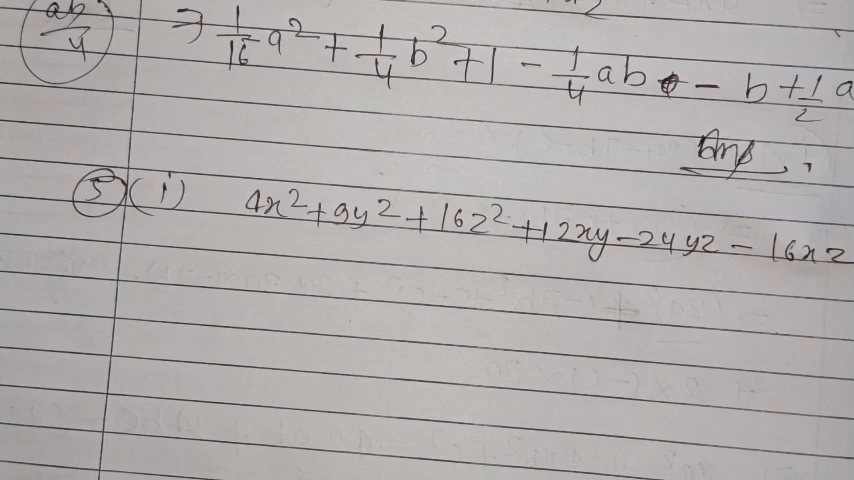 ab/4
⇒ 1/16 a² + 1/4 b² + 1 - 1/4 ab - b + 1/2 a
Ans.
5 (i) 4x² + 9y² + 16z² + 12xy - 24yz - 16xz